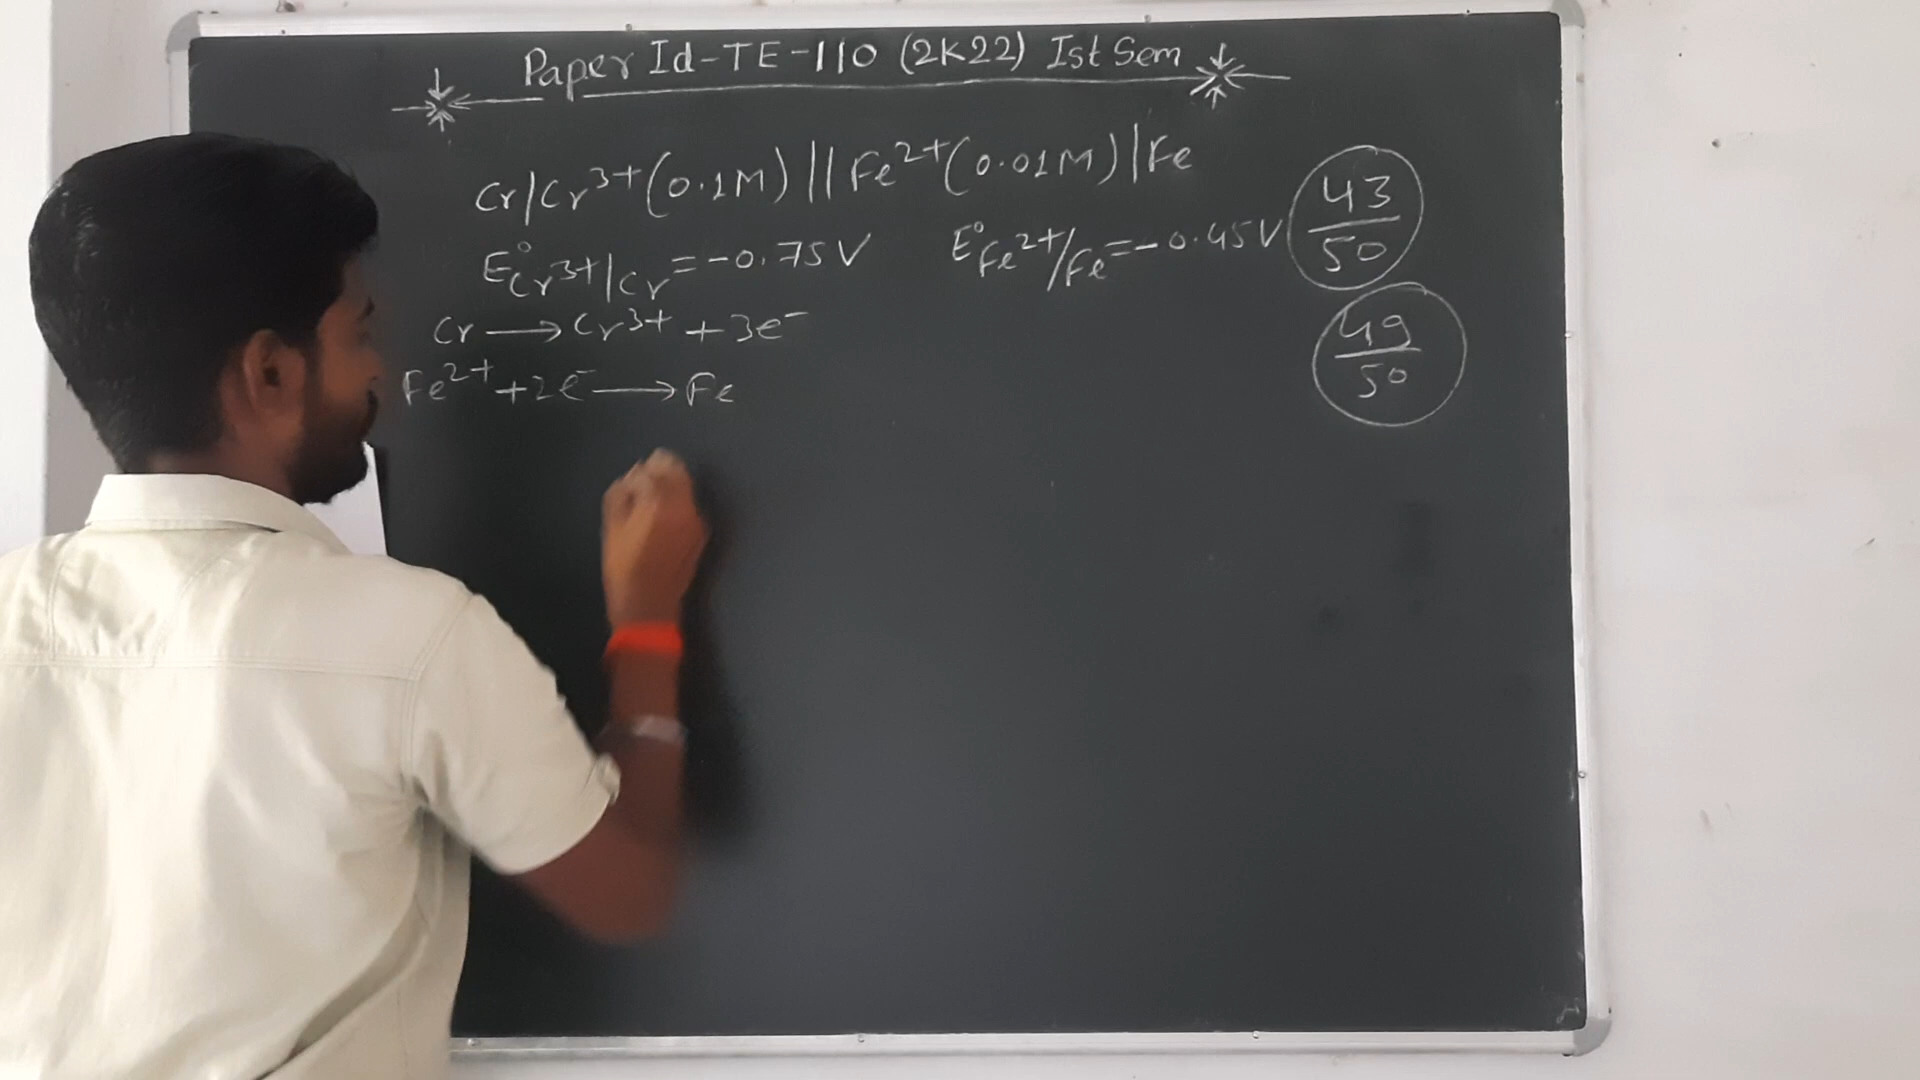 Paper Id-TE-110 (2K22) Ist Sem
Cr/Cr³⁺(0.1M)||Fe²⁺(0.01M)|Fe
E°Cr³⁺/Cr=-0.75V E°Fe²⁺/Fe=-0.45V
43/50
Cr→Cr³⁺+3e⁻
49/50
Fe²⁺+2e⁻→Fe